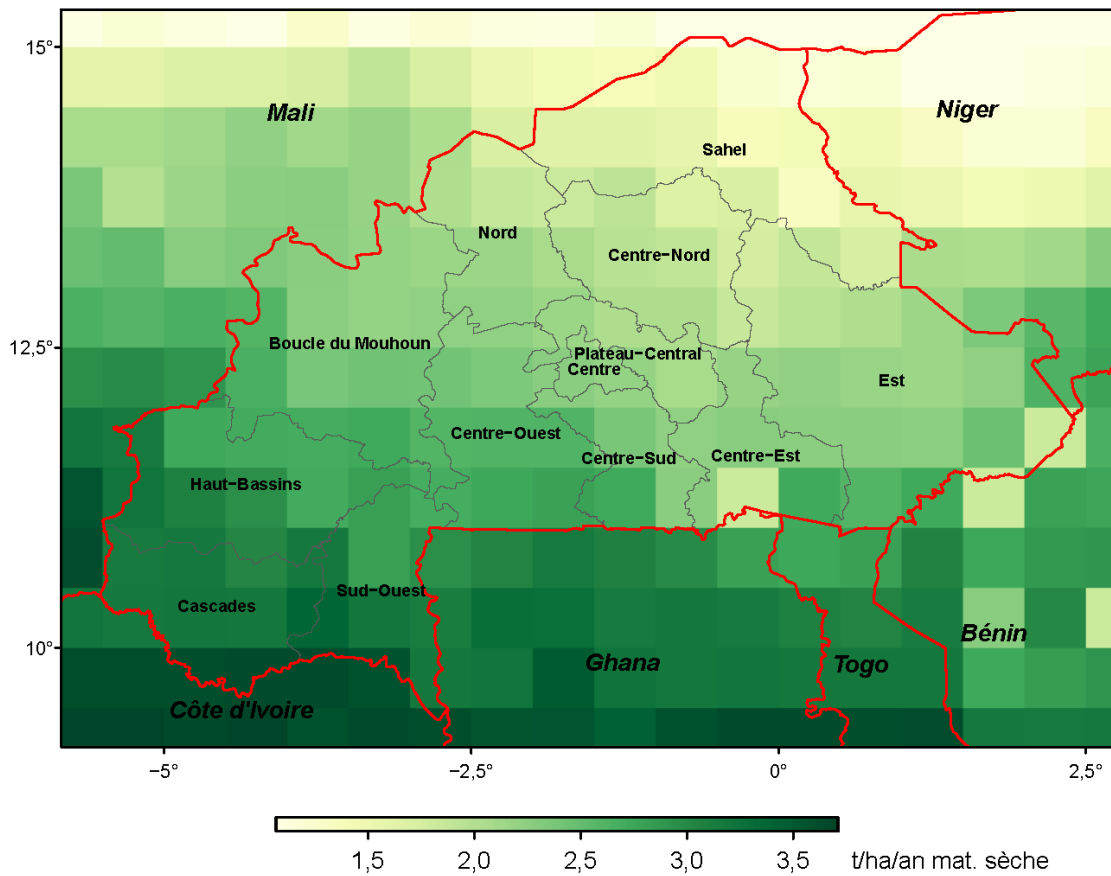 15°
Mali
Niger
Sahel
Nord
Centre−Nord
12,5°
Boucle du Mouhoun
Plateau−Central
Centre
Est
Centre−Ouest
Centre−Sud
Centre−Est
Haut−Bassins
Sud−Ouest
Cascades
10°
Ghana
Togo
Bénin
Côte d'Ivoire
−5°
−2,5°
0°
2,5°
1,5
2,0
2,5
3,0
3,5
t/ha/an mat. sèche